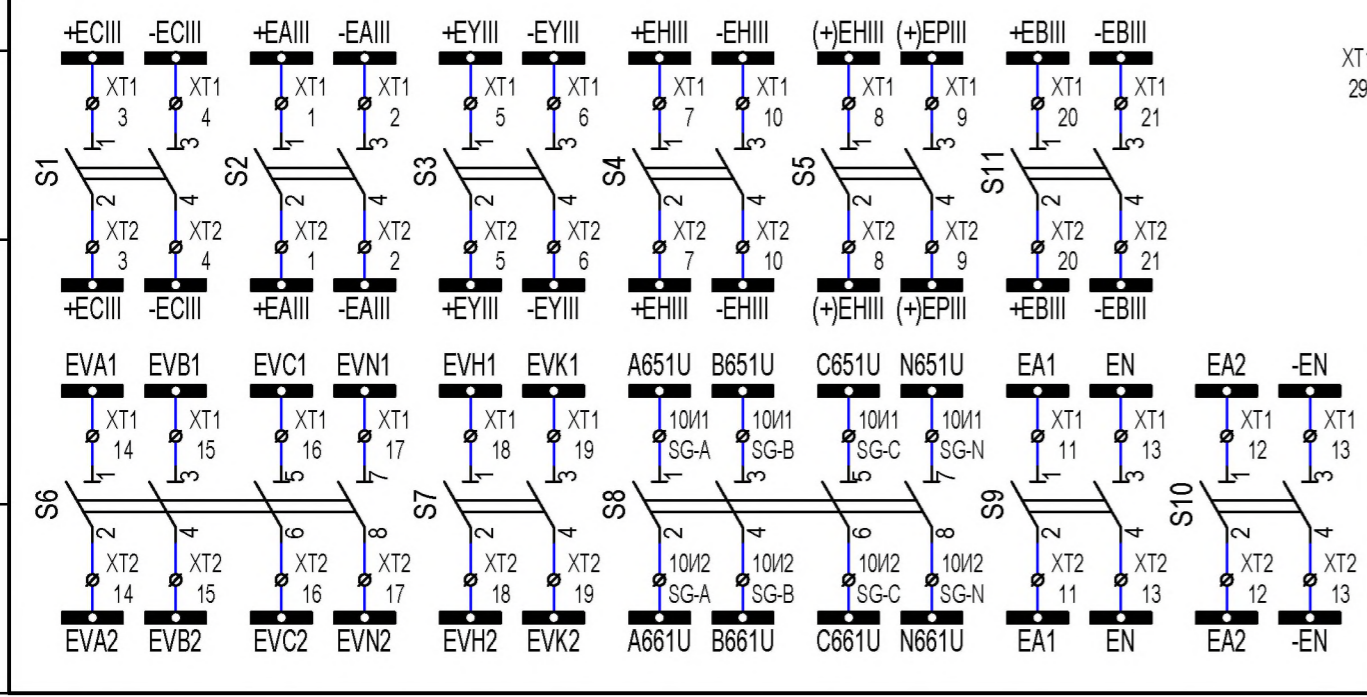 +ECIII -ECIII +EAIII -EAIII +EYIII -EYIII +EHIII -EHIII (+)EHIII (+)EPIII +EBIII -EBIII
XT1 XT1 XT1 XT1 XT1 XT1 XT1 XT1 XT1 XT1 XT1 XT1
3 4 1 2 5 6 7 10 8 9 20 21
XT1
29
1 3 1 3 1 3 1 3 1 3 1 3
S1 S2 S3 S4 S5 S11
2 4 2 4 2 4 2 4 2 4 2 4
XT2 XT2 XT2 XT2 XT2 XT2 XT2 XT2 XT2 XT2 XT2 XT2
3 4 1 2 5 6 7 10 8 9 20 21
+ECIII -ECIII +EAIII -EAIII +EYIII -EYIII +EHIII -EHIII (+)EHIII (+)EPIII +EBIII -EBIII
EVA1 EVB1 EVC1 EVN1 EVH1 EVK1 A651U B651U C651U N651U EA1 EN EA2 -EN
XT1 XT1 XT1 XT1 XT1 XT1 10И1 10И1 10И1 10И1 XT1 XT1 XT1 XT1
14 15 16 17 18 19 SG-A SG-B SG-C SG-N 11 13 12 13
1 3 5 7 1 3 1 3 5 7 1 3 1 3
S6 S7 S8 S9 S10
2 4 6 8 2 4 2 4 6 8 2 4 2 4
XT2 XT2 XT2 XT2 XT2 XT2 10И2 10И2 10И2 10И2 XT2 XT2 XT2 XT2
14 15 16 17 18 19 SG-A SG-B SG-C SG-N 11 13 12 13
EVA2 EVB2 EVC2 EVN2 EVH2 EVK2 A661U B661U C661U N661U EA1 EN EA2 -EN